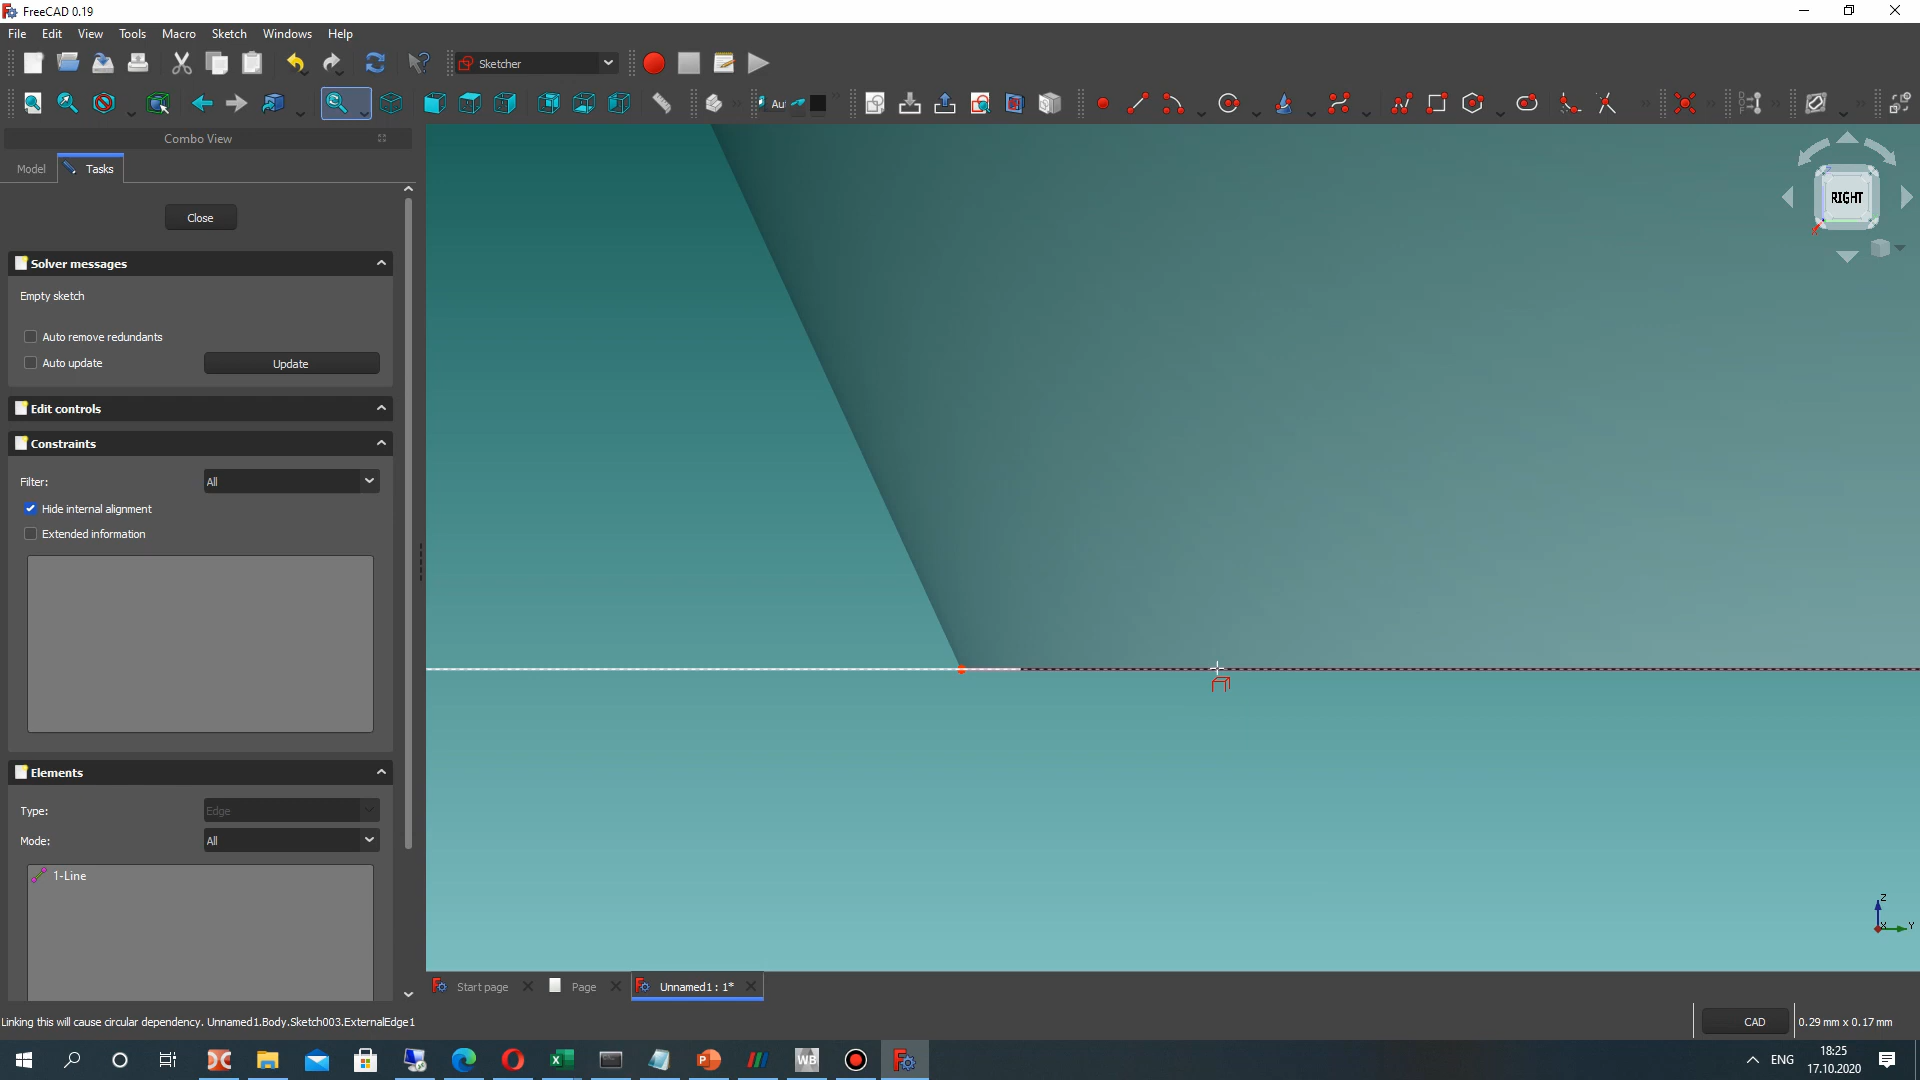 FreeCAD 0.19
File Edit View Tools Macro Sketch Windows Help
Sketcher
Aut
Combo View
Model Tasks
Close
Solver messages
Empty sketch
Auto remove redundants
Auto update
Update
Edit controls
Constraints
Filter: All
Hide internal alignment
Extended information
Elements
Type: Edge
Mode: All
1-Line
RIGHT
X
Z
X
Y
Start page Page Unnamed1 : 1*
Linking this will cause circular dependency. Unnamed1.Body.Sketch003.ExternalEdge1
CAD 0.29 mm x 0.17 mm
WB
ENG
18:25
17.10.2020